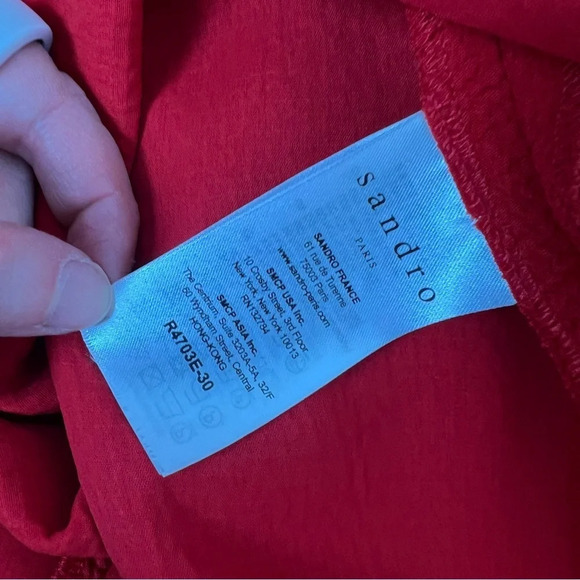 sandro
PARIS
SANDRO FRANCE
61 rue de Turenne
75003 Paris
www.sandro-paris.com
SMCP USA Inc.
10 Crosby Street, 3rd Floor
New York, New York 10013
RN 132784
SMCP ASIA Inc.
The Centrium, Suite 3203A-5A, 32/F
60 Wyndham Street, Central
HONG-KONG
R4703E-30